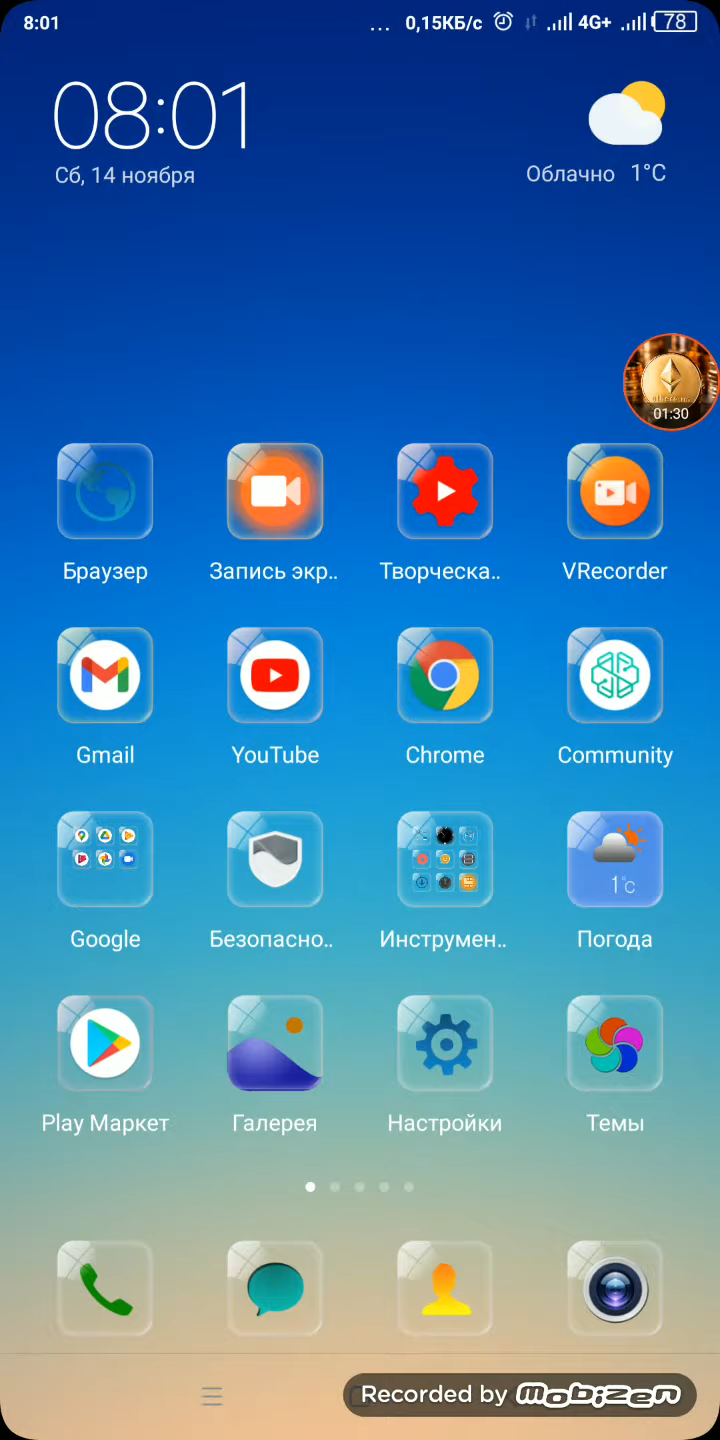 8:01 ... 0,15КБ/с 4G+ 78
08:01
Сб, 14 ноября
Облачно 1°C
01:30
Браузер Запись экр.. Творческа.. VRecorder
Gmail YouTube Chrome Community
1°c
Google Безопасно.. Инструмен.. Погода
Play Маркет Галерея Настройки Темы
Recorded by mobizen